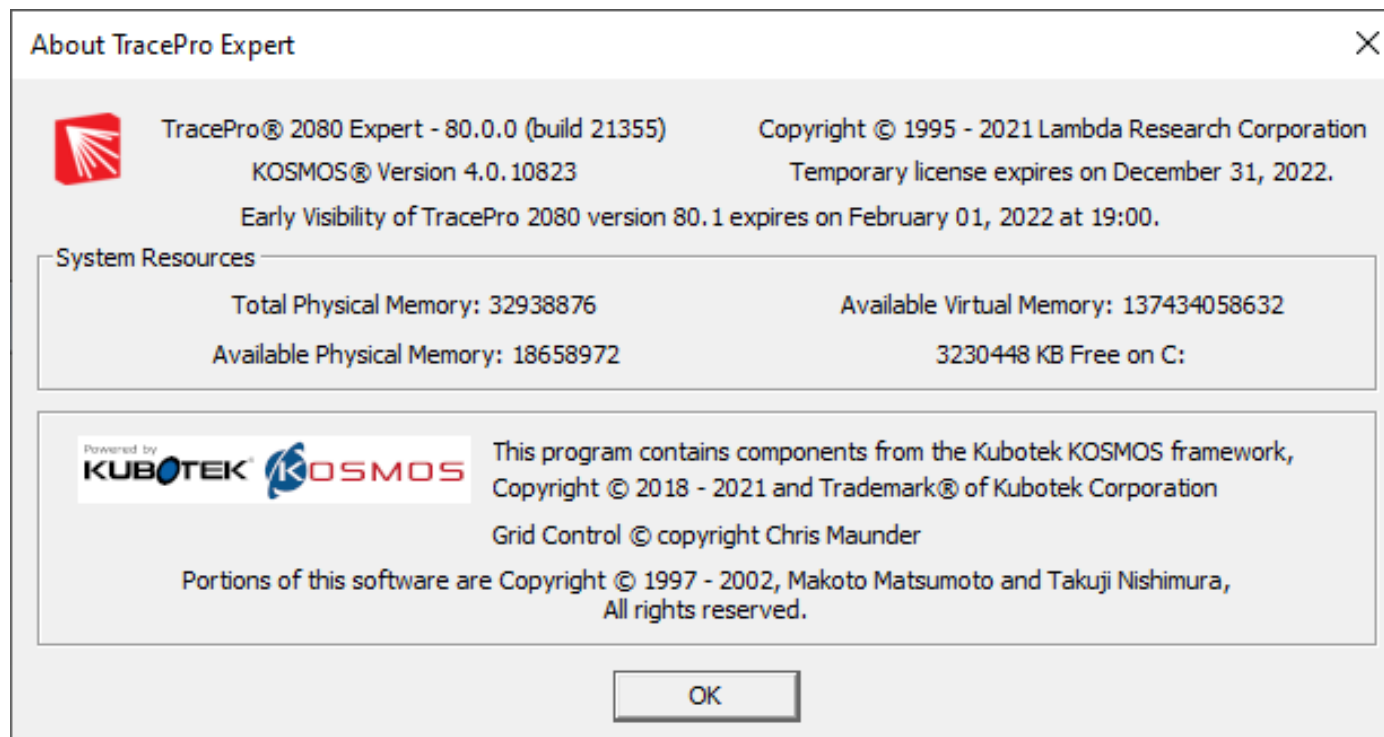 About TracePro Expert
TracePro® 2080 Expert - 80.0.0 (build 21355)
Copyright © 1995 - 2021 Lambda Research Corporation
KOSMOS® Version 4.0.10823
Temporary license expires on December 31, 2022.
Early Visibility of TracePro 2080 version 80.1 expires on February 01, 2022 at 19:00.
System Resources
Total Physical Memory: 32938876
Available Virtual Memory: 137434058632
Available Physical Memory: 18658972
3230448 KB Free on C:
Powered by
KUBOTEK® KOSMOS
This program contains components from the Kubotek KOSMOS framework,
Copyright © 2018 - 2021 and Trademark® of Kubotek Corporation
Grid Control © copyright Chris Maunder
Portions of this software are Copyright © 1997 - 2002, Makoto Matsumoto and Takuji Nishimura,
All rights reserved.
OK